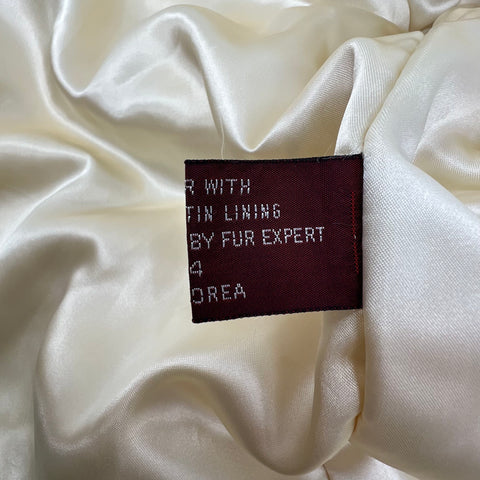 R WITH
TIN LINING
BY FUR EXPERT
4
OREA